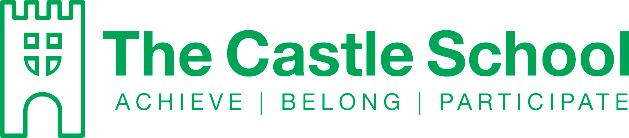 The Castle School
ACHIEVE | BELONG | PARTICIPATE